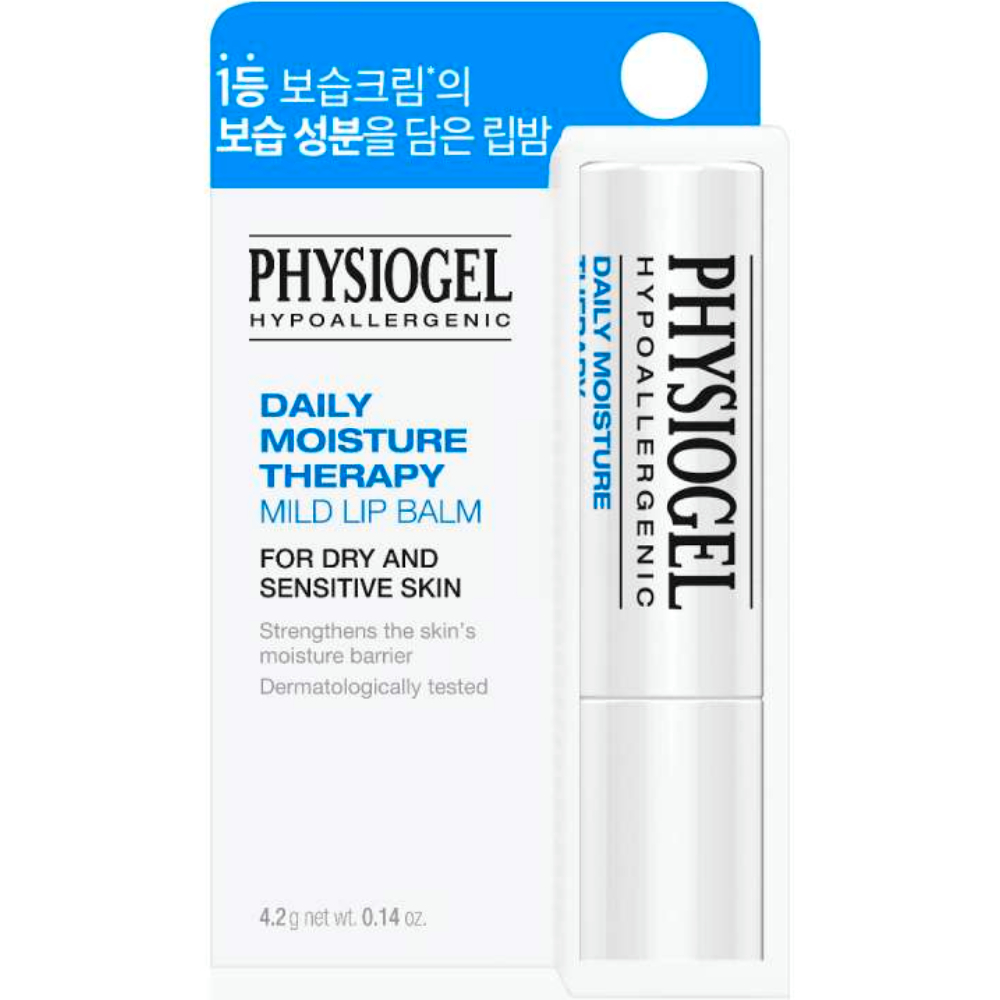 1등 보습크림*의
보습 성분을 담은 립밤
PHYSIOGEL
HYPOALLERGENIC
DAILY
MOISTURE
THERAPY
MILD LIP BALM
FOR DRY AND
SENSITIVE SKIN
Strengthens the skin's
moisture barrier
Dermatologically tested
4.2g net wt. 0.14 oz.
PHYSIOGEL
HYPOALLERGENIC
DAILY MOISTURE
THERAPY